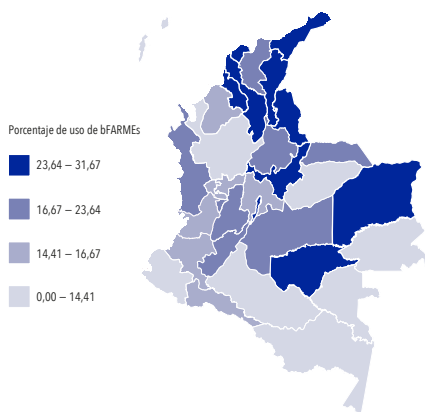 Porcentaje de uso de bFARMEs
23,64 – 31,67
16,67 – 23,64
14,41 – 16,67
0,00 – 14,41